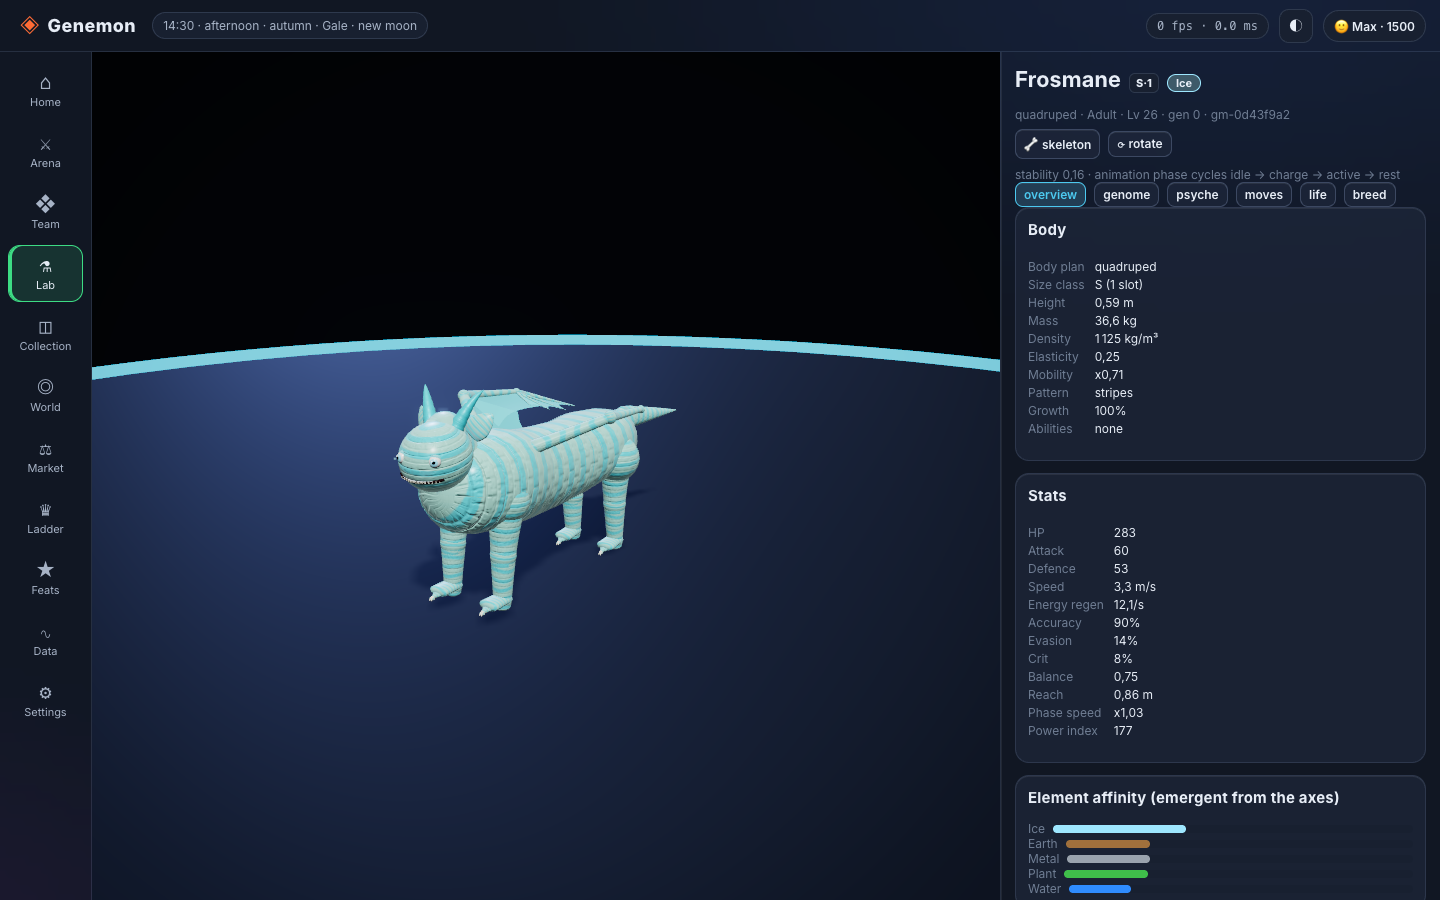 Genemon
14:30 · afternoon · autumn · Gale · new moon
0 fps · 0.0 ms
Max · 1500
Home
Arena
Team
Lab
Collection
World
Market
Ladder
Feats
Data
Settings
Frosmane S·1 Ice
quadruped · Adult · Lv 26 · gen 0 · gm-0d43f9a2
skeleton
rotate
stability 0,16 · animation phase cycles idle → charge → active → rest
overview genome psyche moves life breed
Body
Body plan quadruped
Size class S (1 slot)
Height 0,59 m
Mass 36,6 kg
Density 1 125 kg/m³
Elasticity 0,25
Mobility x0,71
Pattern stripes
Growth 100%
Abilities none
Stats
HP 283
Attack 60
Defence 53
Speed 3,3 m/s
Energy regen 12,1/s
Accuracy 90%
Evasion 14%
Crit 8%
Balance 0,75
Reach 0,86 m
Phase speed x1,03
Power index 177
Element affinity (emergent from the axes)
Ice
Earth
Metal
Plant
Water